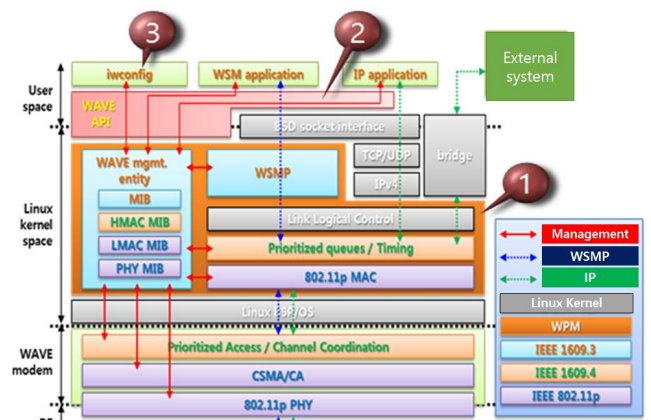 3
2
iwconfig
WSM application
IP application
External
system
User
space
WAVE
API
BSD socket interface
WAVE mgmt.
entity
WSMP
TCP/UDP
IPv4
bridge
1
MIB
HMAC MIB
LMAC MIB
PHY MIB
Linux
kernel
space
Link Logical Control
Prioritized queues / Timing
802.11p MAC
Linux BSP/OS
Management
WSMP
IP
Linux Kernel
WPM
IEEE 1609.3
IEEE 1609.4
IEEE 802.11p
WAVE
modem
Prioritized Access / Channel Coordination
CSMA/CA
802.11p PHY